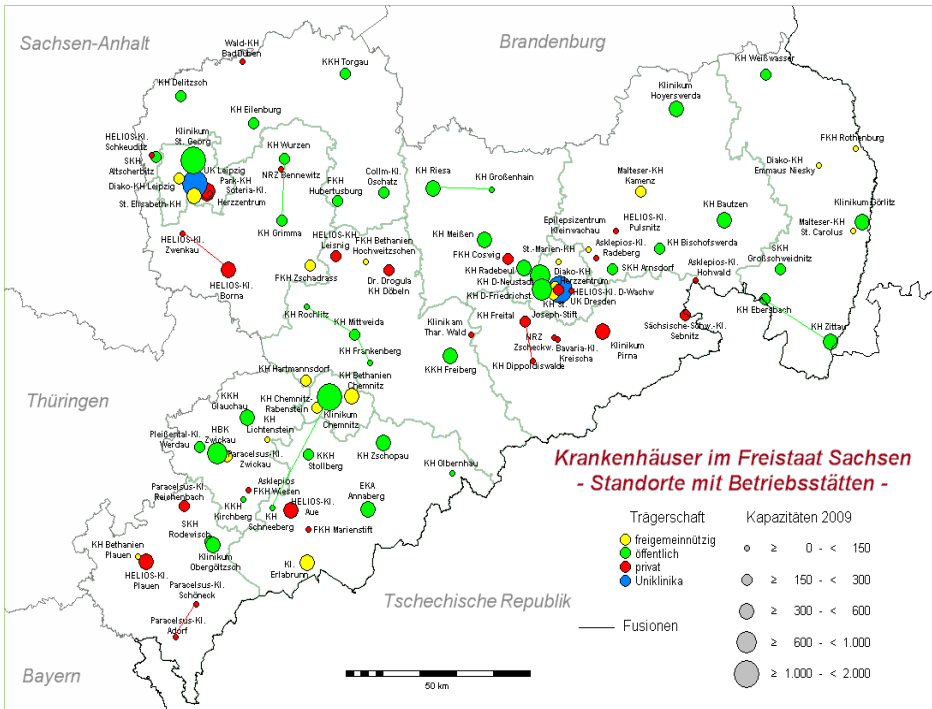 Sachsen-Anhalt
Brandenburg
Thüringen
Bayern
Tschechische Republik
Wald-KH
BadDüben
KKH Torgau
KH Delitzsch
KH Eilenburg
HELIOS-Kl.
Schkeuditz
SKH
Altscherbitz
Klinikum
St. Georg
UK Leipzig
Diako-KH Leipzig
Park-KH
Soteria-Kl.
St. Elisabeth-KH
Herzzentrum
KH Wurzen
NRZ Bennewitz
KH Grimma
FKH
Hubertusburg
Collm-Kl.
Oschatz
HELIOS-Kl.
Zwenkau
HELIOS-Kl.
Borna
FKH Zschadrass
HELIOS-KH
Leisnig
FKH Bethanien
Hochweitzschen
Dr. Drogula
KH Döbeln
KH Rochlitz
KH Mittweida
KH Frankenberg
KH Riesa
KH Großenhain
KH Meißen
FKH Coswig
KH Radebeul
KH D-Neustadt
KH D-Friedrichst.
St.-Marien-KH
Epilepsizentrum
Kleinwachau
Diako-KH
Herzzentrum
HELIOS-Kl. D-Wachw
UK Dresden
KH St.
Joseph-Stift
Asklepios-Kl.
Radeberg
HELIOS-Kl.
Pulsnitz
Malteser-KH
Kamenz
Klinikum
Hoyerswerda
KH Weißwasser
FKH Rothenburg
Diako-KH
Emmaus Niesky
Klinikum Görlitz
Malteser-KH
St. Carolus
KH Bautzen
KH Bischofswerda
SKH Arnsdorf
SKH
Großschweidnitz
Asklepios-Kl.
Hohwald
KH Ebersbach
KH Zittau
Sächsische-Schw.-Kl.
Sebnitz
Klinikum
Pirna
KH Freital
NRZ
Zscheckw.
Bavaria-Kl.
Kreischa
KH Dippoldiswalde
Klinikam
Thar. Wald
KKH Freiberg
KH Hartmannsdorf
KH Bethanien
Chemnitz
KH Chemnitz-
Rabenstein
Klinikum
Chemnitz
KKH
Glauchau
KH
Lichtenstein
HBK
Zwickau
Pleißental-Kl.
Werdau
Paracelsus-Kl.
Zwickau
KKH
Stollberg
KH Zschopau
KH Olbernhau
Paracelsus-Kl.
Reichenbach
Asklepios
FKH Wiesen
KKH
Kirchberg
KH
Schneeberg
HELIOS-Kl.
Aue
EKA
Annaberg
FKH Marienstift
SKH
Rodewisch
Klinikum
Obergöltzsch
Kl.
Erlabrunn
KH Bethanien
Plauen
HELIOS-Kl.
Plauen
Paracelsus-Kl.
Schöneck
Paracelsus-Kl.
Adorf
Krankenhäuser im Freistaat Sachsen
- Standorte mit Betriebsstätten -
Trägerschaft
freigemeinnützig
öffentlich
privat
Uniklinika
Fusionen
Kapazitäten 2009
≥ 0 - < 150
≥ 150 - < 300
≥ 300 - < 600
≥ 600 - < 1.000
≥ 1.000 - < 2.000
50 km